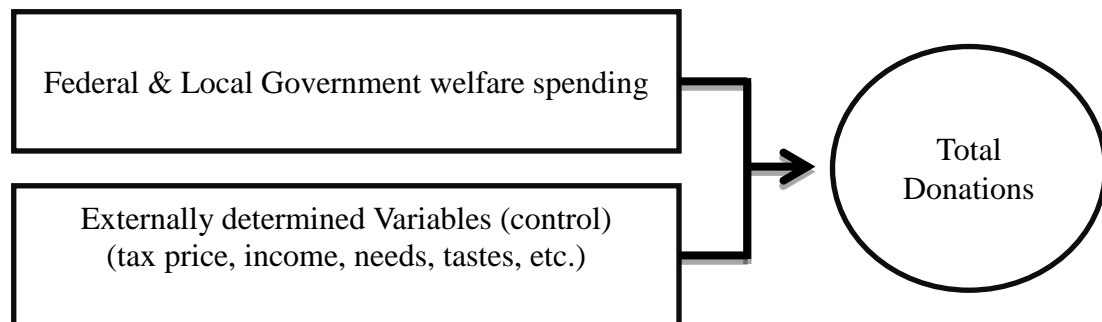 Federal & Local Government welfare spending
Externally determined Variables (control)
(tax price, income, needs, tastes, etc.)
Total
Donations